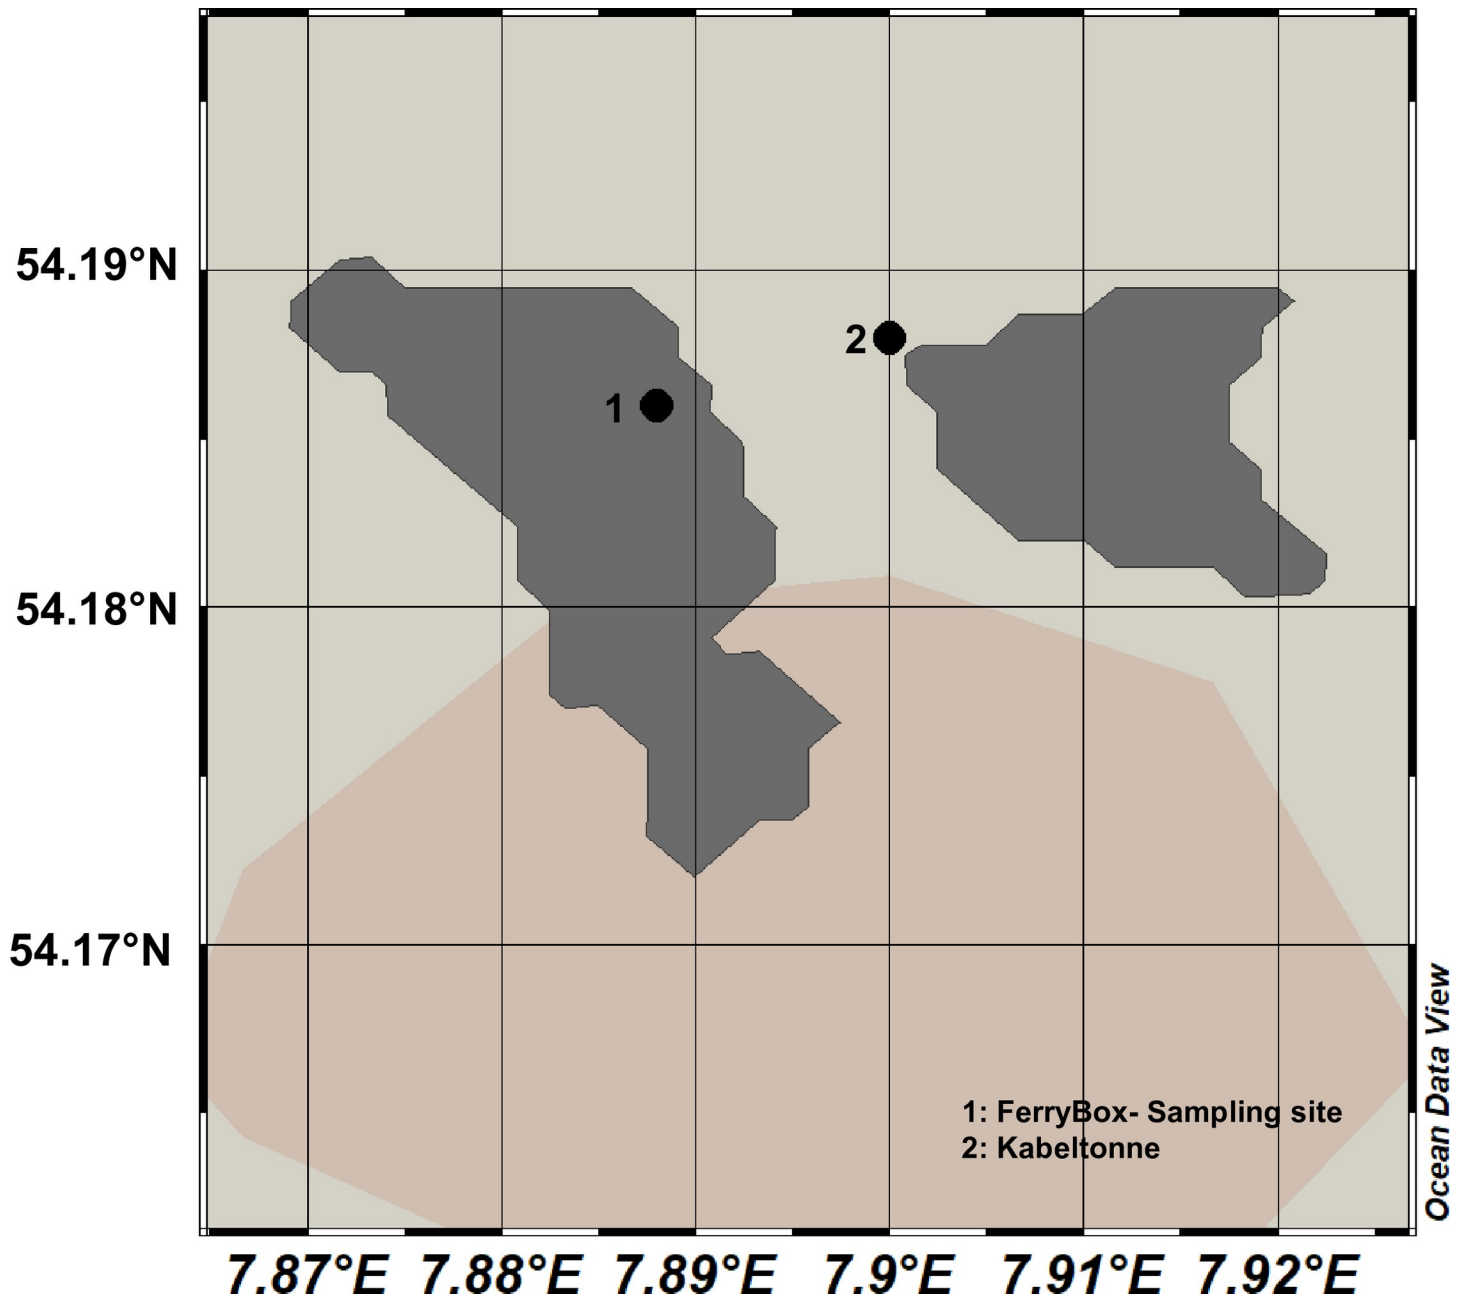 54.19°N
2
1
54.18°N
54.17°N
1: FerryBox- Sampling site
2: Kabeltonne
Ocean Data View
7.87°E 7.88°E 7.89°E 7.9°E 7.91°E 7.92°E